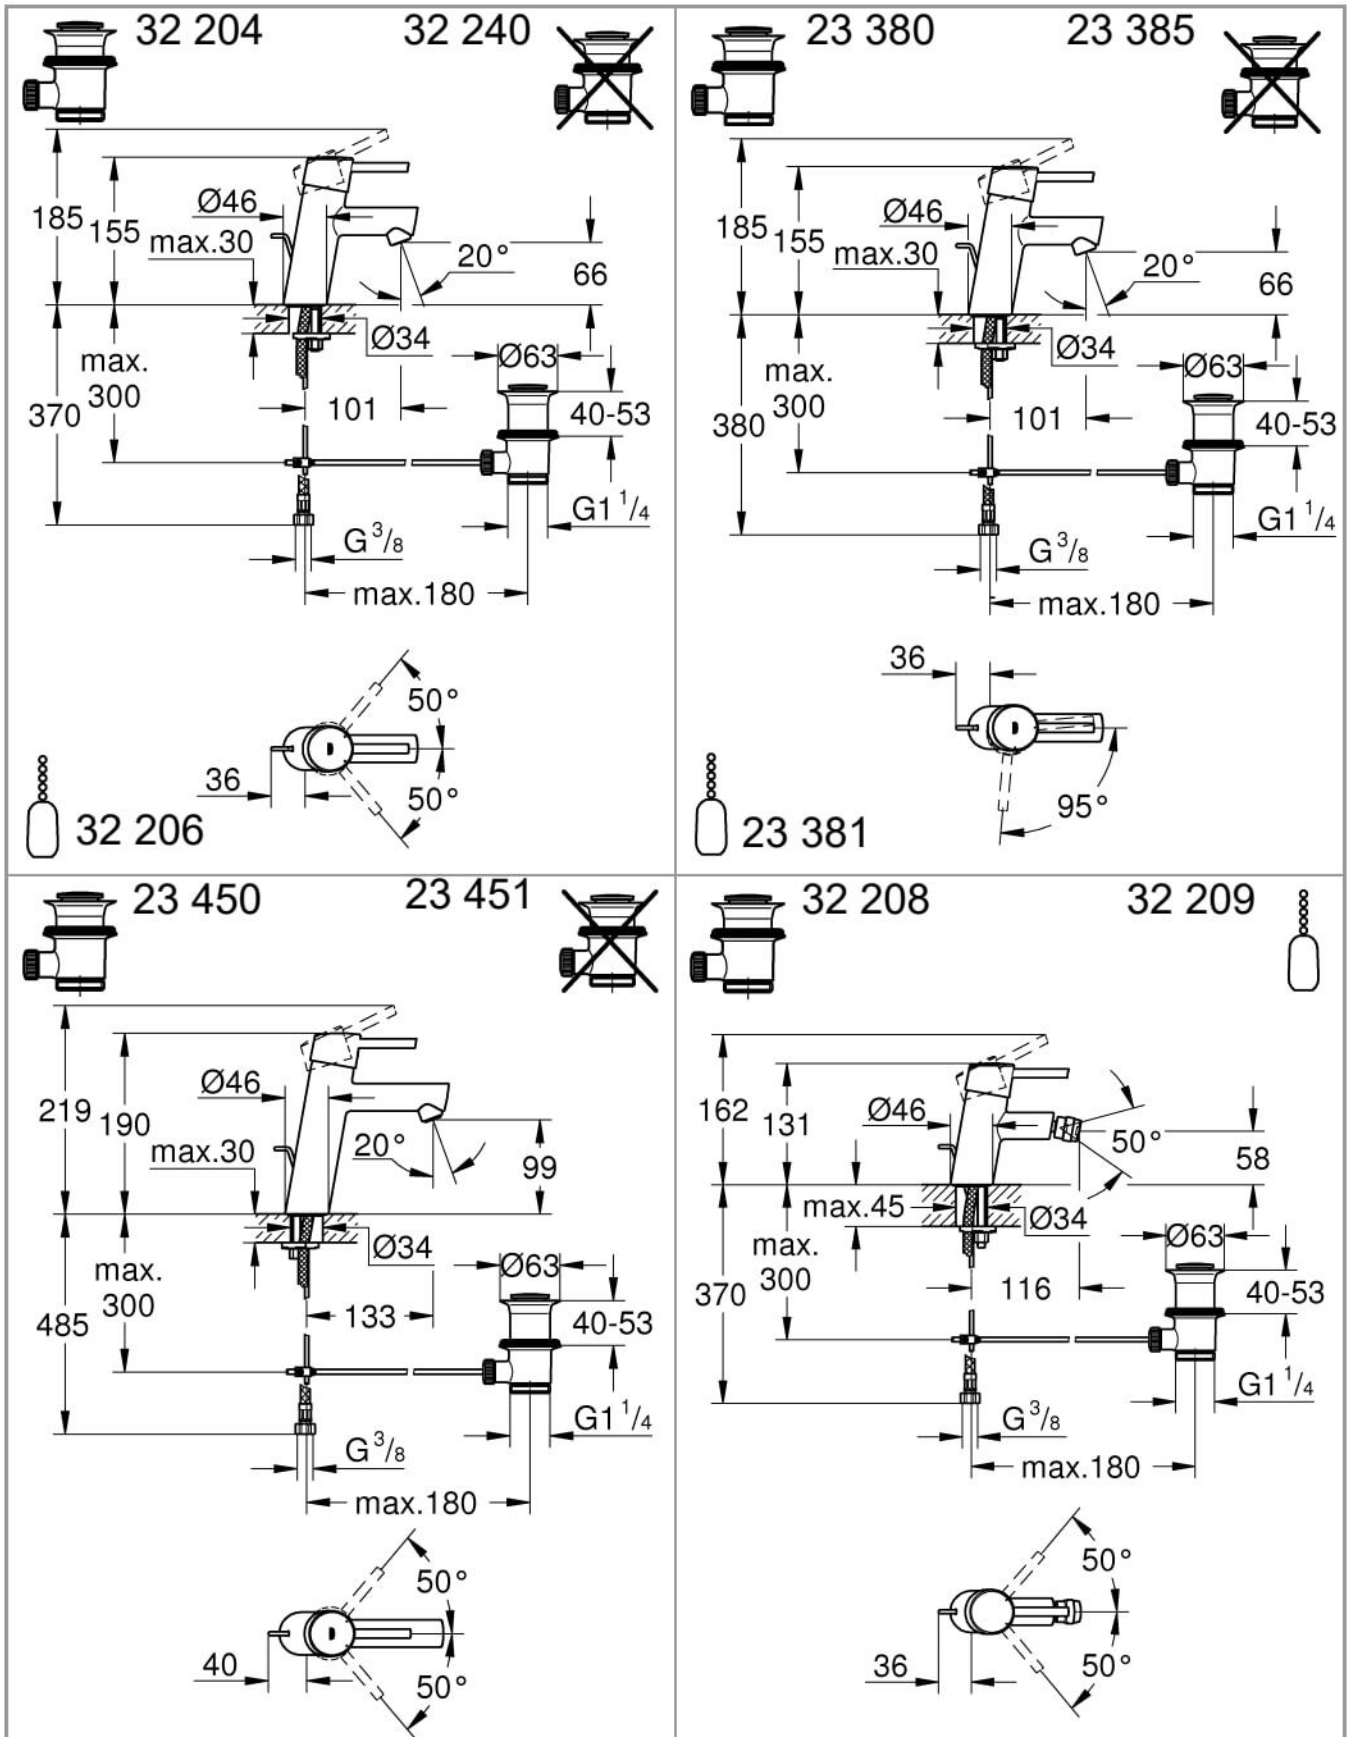 32 204 32 240
185 155 Ø46 max.30 20° 66
Ø34
max. 300 370
Ø63
101 40-53
G1 1/4
G 3/8
max.180
50°
36 50°
32 206
23 380 23 385
185 155 Ø46 max.30 20° 66
Ø34
max. 300 380
Ø63
101 40-53
G1 1/4
G 3/8
max.180
36
D
95°
23 381
23 450 23 451
219 190 Ø46
max.30 20° 99
Ø34
max. 300 485
Ø63
133 40-53
G1 1/4
G 3/8
max.180
50°
D
40 50°
32 208 32 209
162 131 Ø46 50° 58
max.45 Ø34
max. 300 370
Ø63
116 40-53
G1 1/4
G 3/8
max.180
50°
36 50°